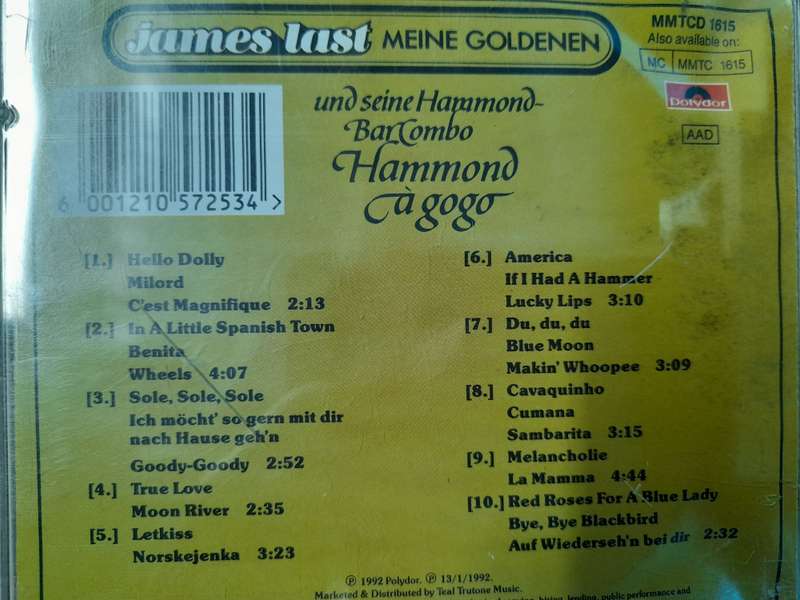 james last MEINE GOLDENEN
MMTCD 1615
Also available on:
MC MMTC 1615
Polydor
AAD
und seine Hammond-
Bar Combo
Hammond
à gogo
6 001210 572534 >
[1.] Hello Dolly
Milord
C'est Magnifique 2:13
[2.] In A Little Spanish Town
Benita
Wheels 4:07
[3.] Sole, Sole, Sole
Ich möcht' so gern mit dir
nach Hause geh'n
Goody-Goody 2:52
[4.] True Love
Moon River 2:35
[5.] Letkiss
Norskejenka 3:23
[6.] America
If I Had A Hammer
Lucky Lips 3:10
[7.] Du, du, du
Blue Moon
Makin' Whoopee 3:09
[8.] Cavaquinho
Cumana
Sambarita 3:15
[9.] Melancholie
La Mamma 4:44
[10.] Red Roses For A Blue Lady
Bye, Bye Blackbird
Auf Wiederseh'n bei dir 2:32
℗ 1992 Polydor. ℗ 13/1/1992.
Marketed & Distributed by Teal Trutone Music.
hiring, lending, public performance and